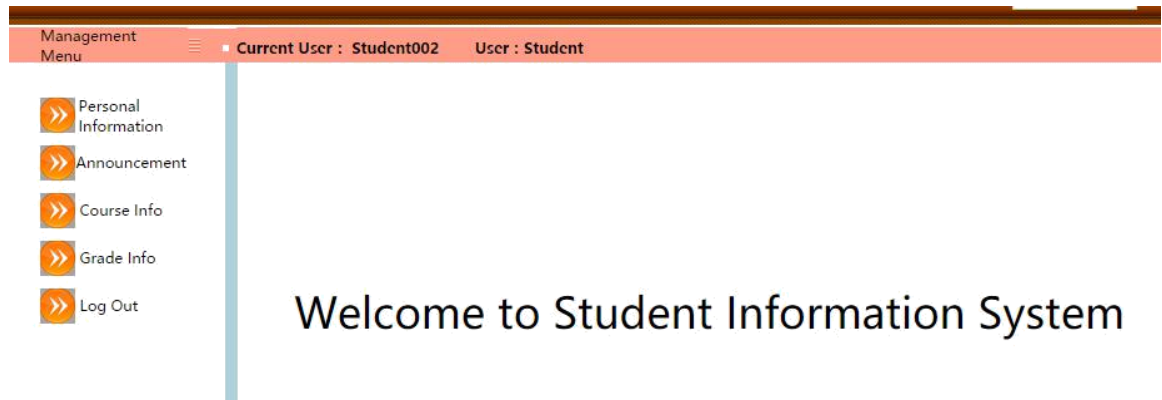 Management
Menu
Current User : Student002 User : Student
Personal
Information
Announcement
Course Info
Grade Info
Log Out
Welcome to Student Information System